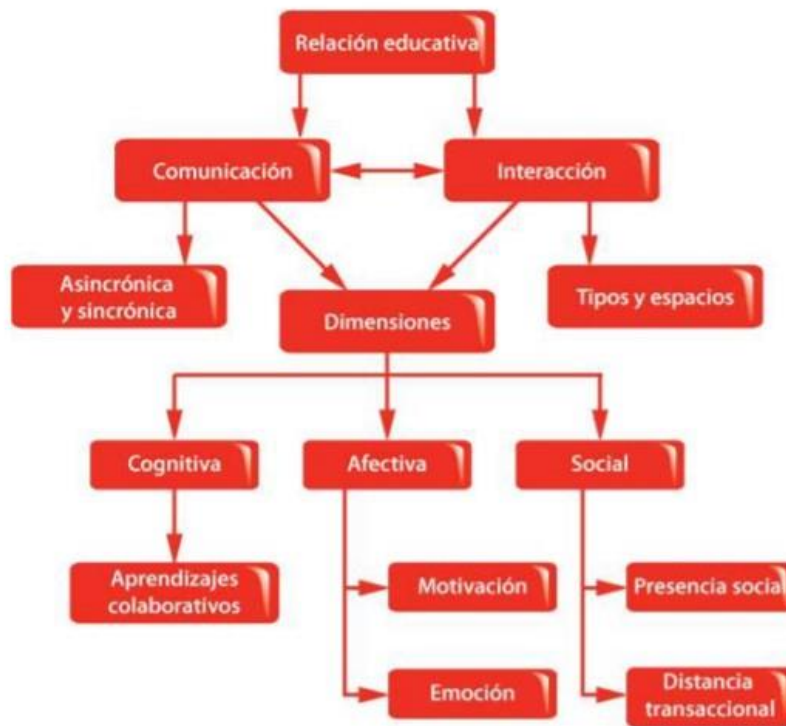 Relación educativa
Comunicación
Interacción
Asincrónica
y sincrónica
Dimensiones
Tipos y espacios
Cognitiva
Afectiva
Social
Aprendizajes
colaborativos
Motivación
Presencia social
Emoción
Distancia
transaccional